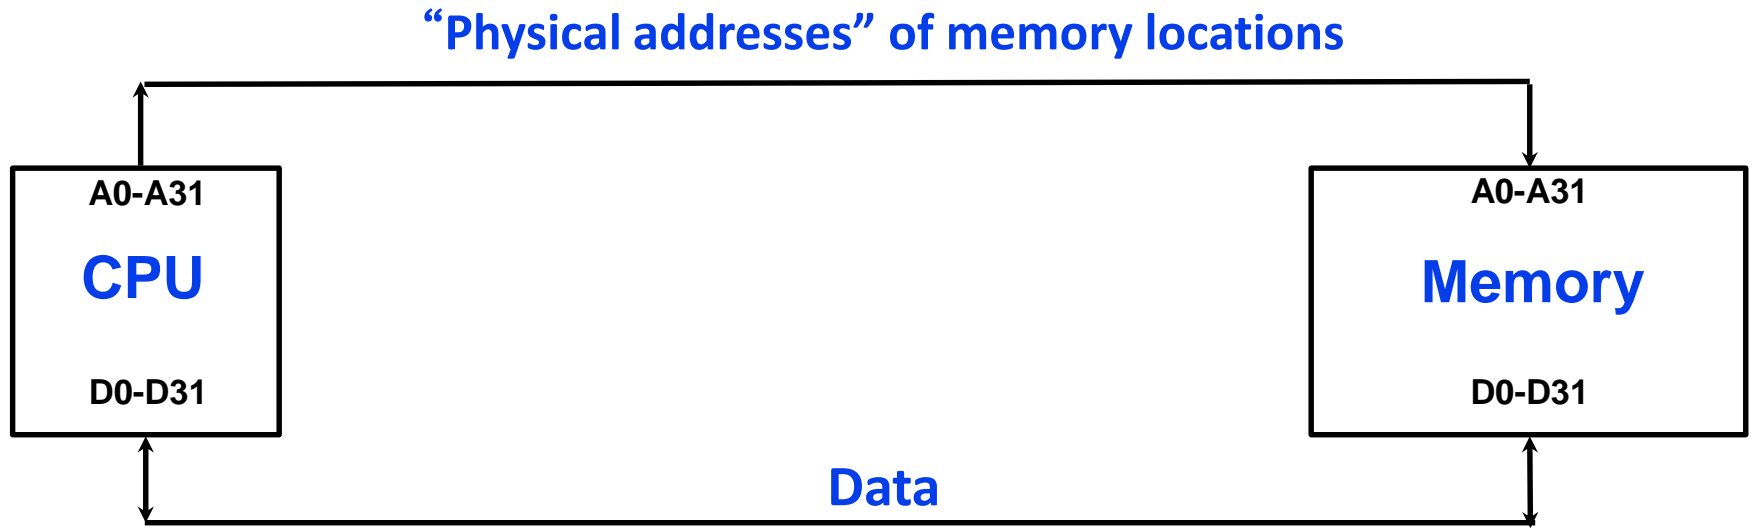 “Physical addresses” of memory locations
A0-A31
A0-A31
CPU
Memory
D0-D31
D0-D31
Data